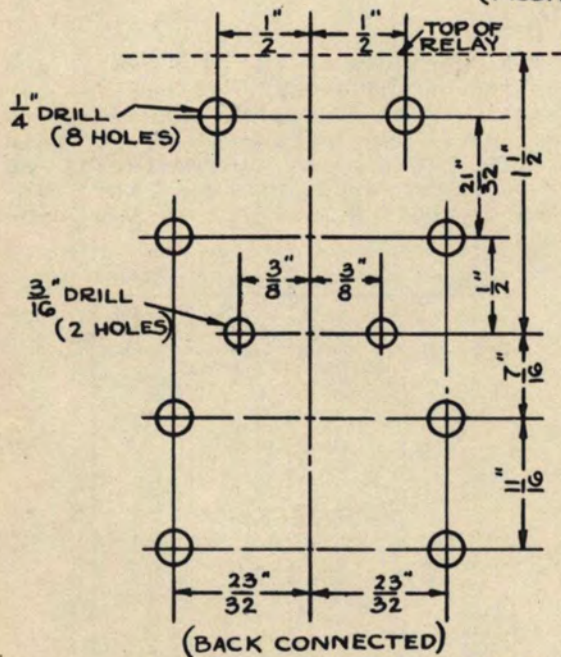 1/2" 1/2"
TOP OF
RELAY
1/4" DRILL
(8 HOLES)
21/32"
1 1/2"
3/8" 3/8"
1/2"
3/16" DRILL
(2 HOLES)
7/16"
11/16"
23/32" 23/32"
(BACK CONNECTED)